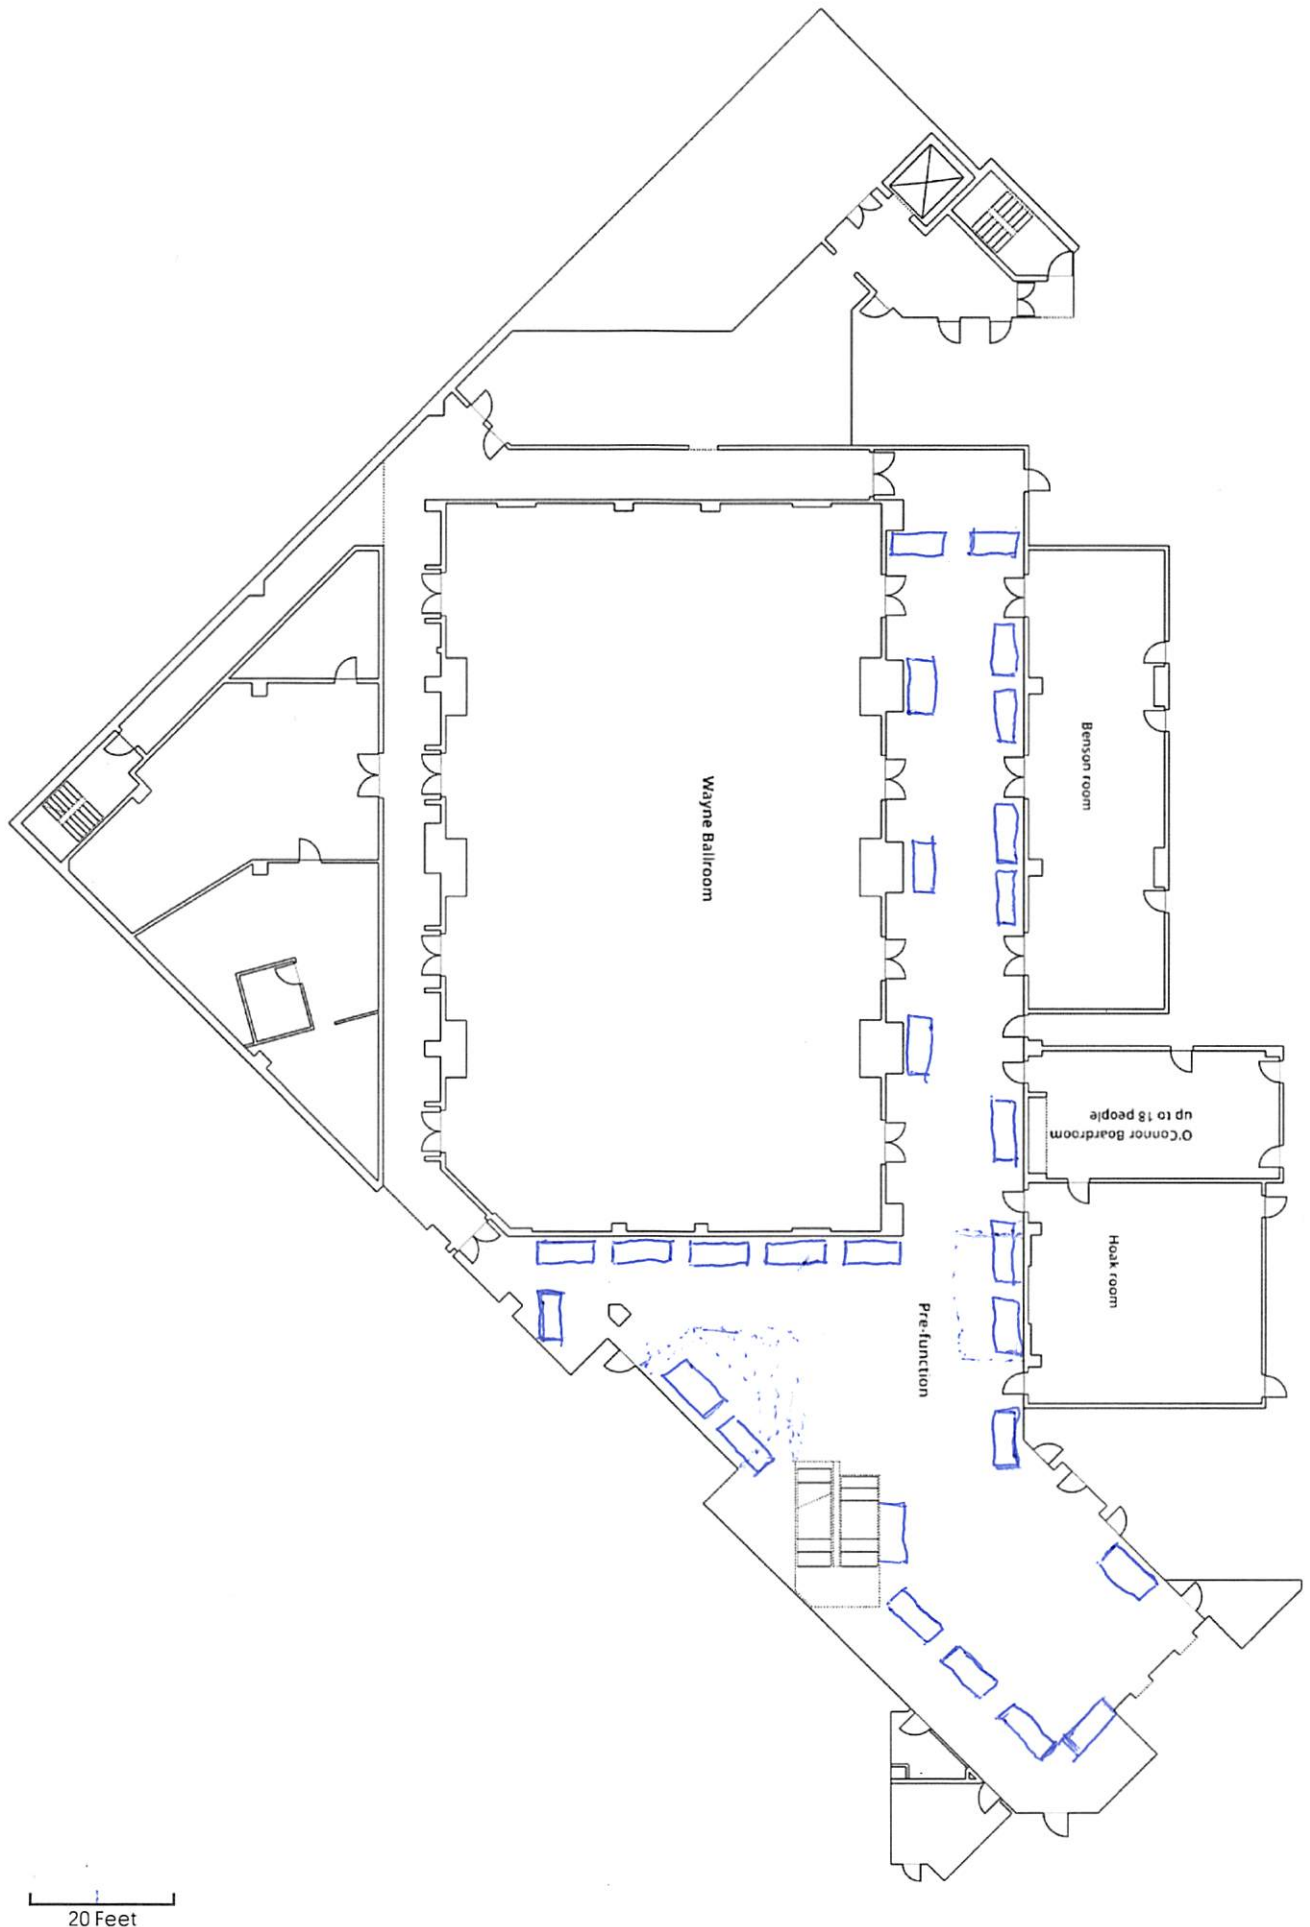 Benson room
Wayne Ballroom
O'Connor Boardroom
up to 18 people
Hoak room
Pre-function
20 Feet